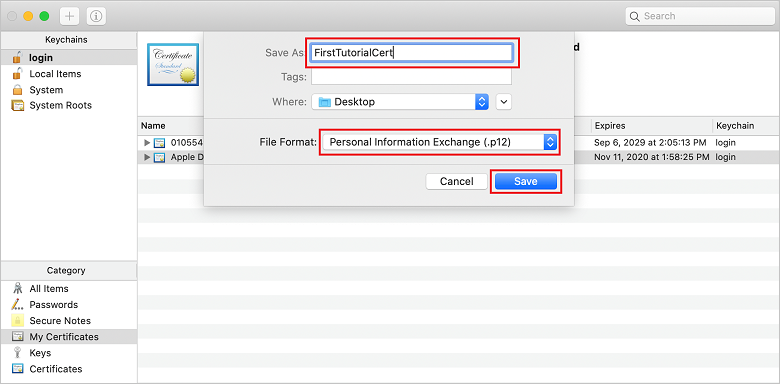 Search
Keychains
login
Local Items
System
System Roots
Certificate
Standard
Save As:
FirstTutorialCert
Tags:
Where:
Desktop
File Format:
Personal Information Exchange (.p12)
Cancel
Save
d
Name
Expires
Keychain
010554
Sep 6, 2029 at 2:05:13 PM
login
Apple D
Nov 11, 2020 at 1:58:25 PM
login
Category
All Items
Passwords
Secure Notes
My Certificates
Keys
Certificates